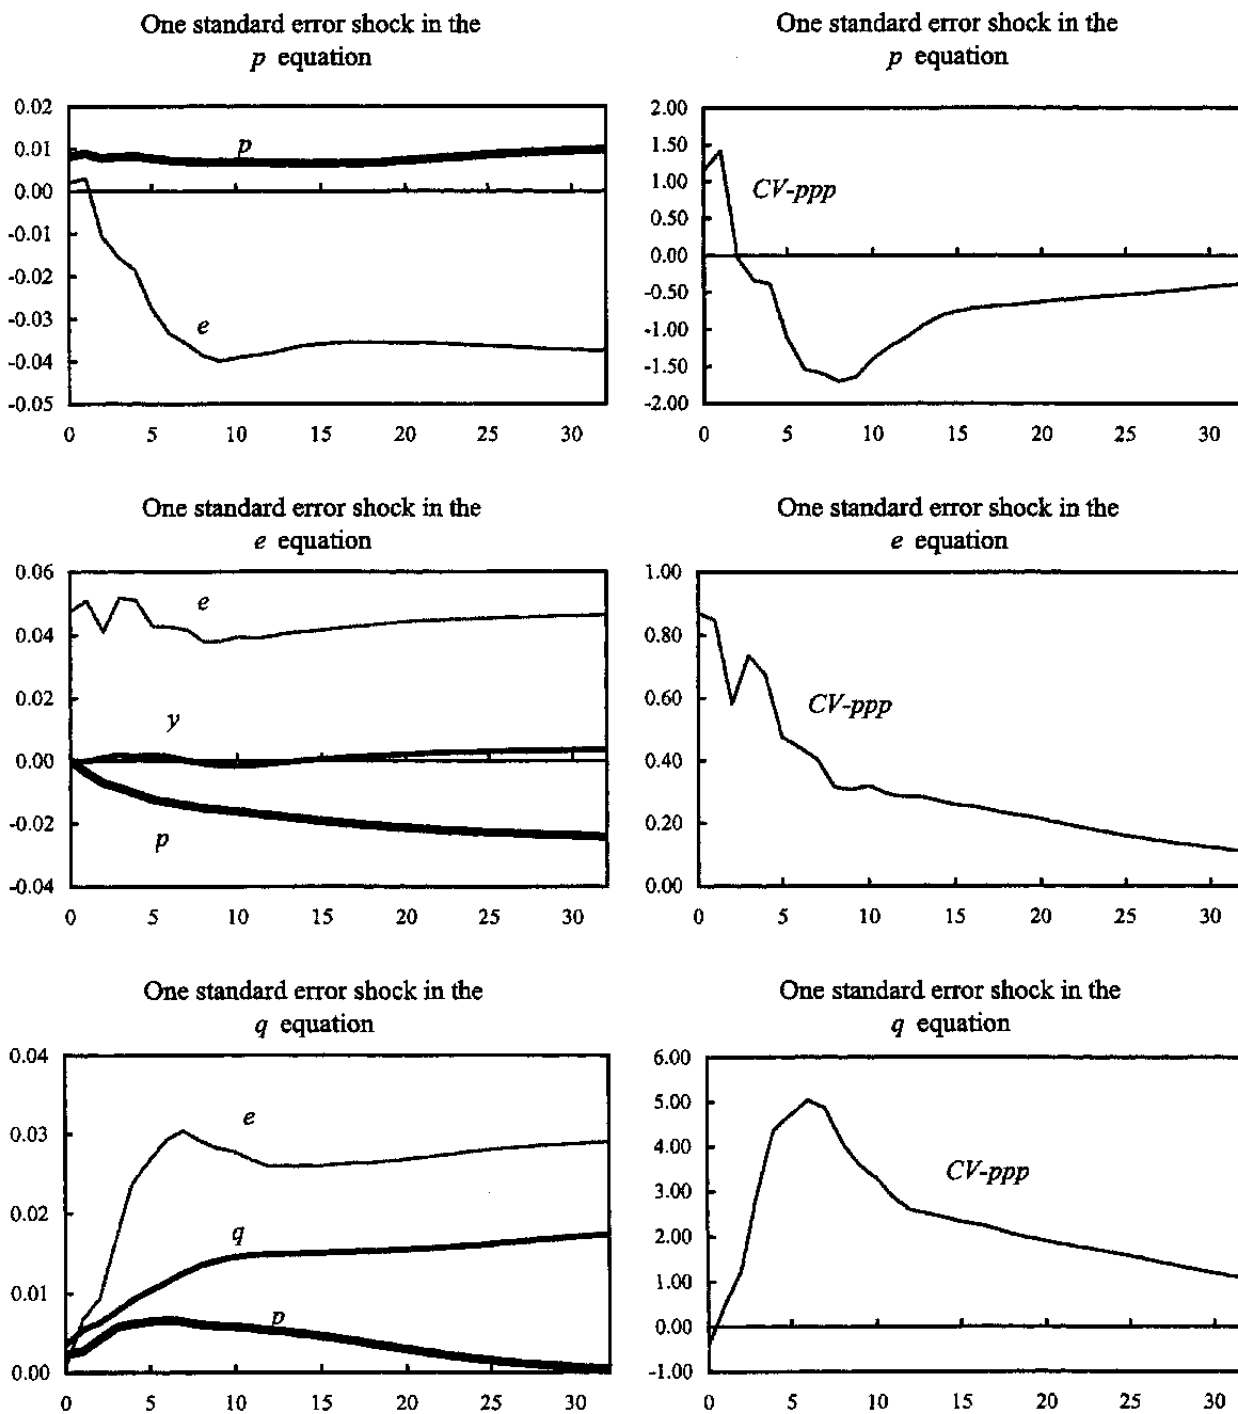 One standard error shock in the
p equation
0.02
0.01
0.00
-0.01
-0.02
-0.03
-0.04
-0.05
p
e
0 5 10 15 20 25 30
One standard error shock in the
p equation
2.00
1.50
1.00
0.50
0.00
-0.50
-1.00
-1.50
-2.00
CV-ppp
0 5 10 15 20 25 30
One standard error shock in the
e equation
0.06
0.04
0.02
0.00
-0.02
-0.04
e
y
p
0 5 10 15 20 25 30
One standard error shock in the
e equation
1.00
0.80
0.60
0.40
0.20
0.00
CV-ppp
0 5 10 15 20 25 30
One standard error shock in the
q equation
0.04
0.03
0.02
0.01
0.00
e
q
p
0 5 10 15 20 25 30
One standard error shock in the
q equation
6.00
5.00
4.00
3.00
2.00
1.00
0.00
-1.00
CV-ppp
0 5 10 15 20 25 30